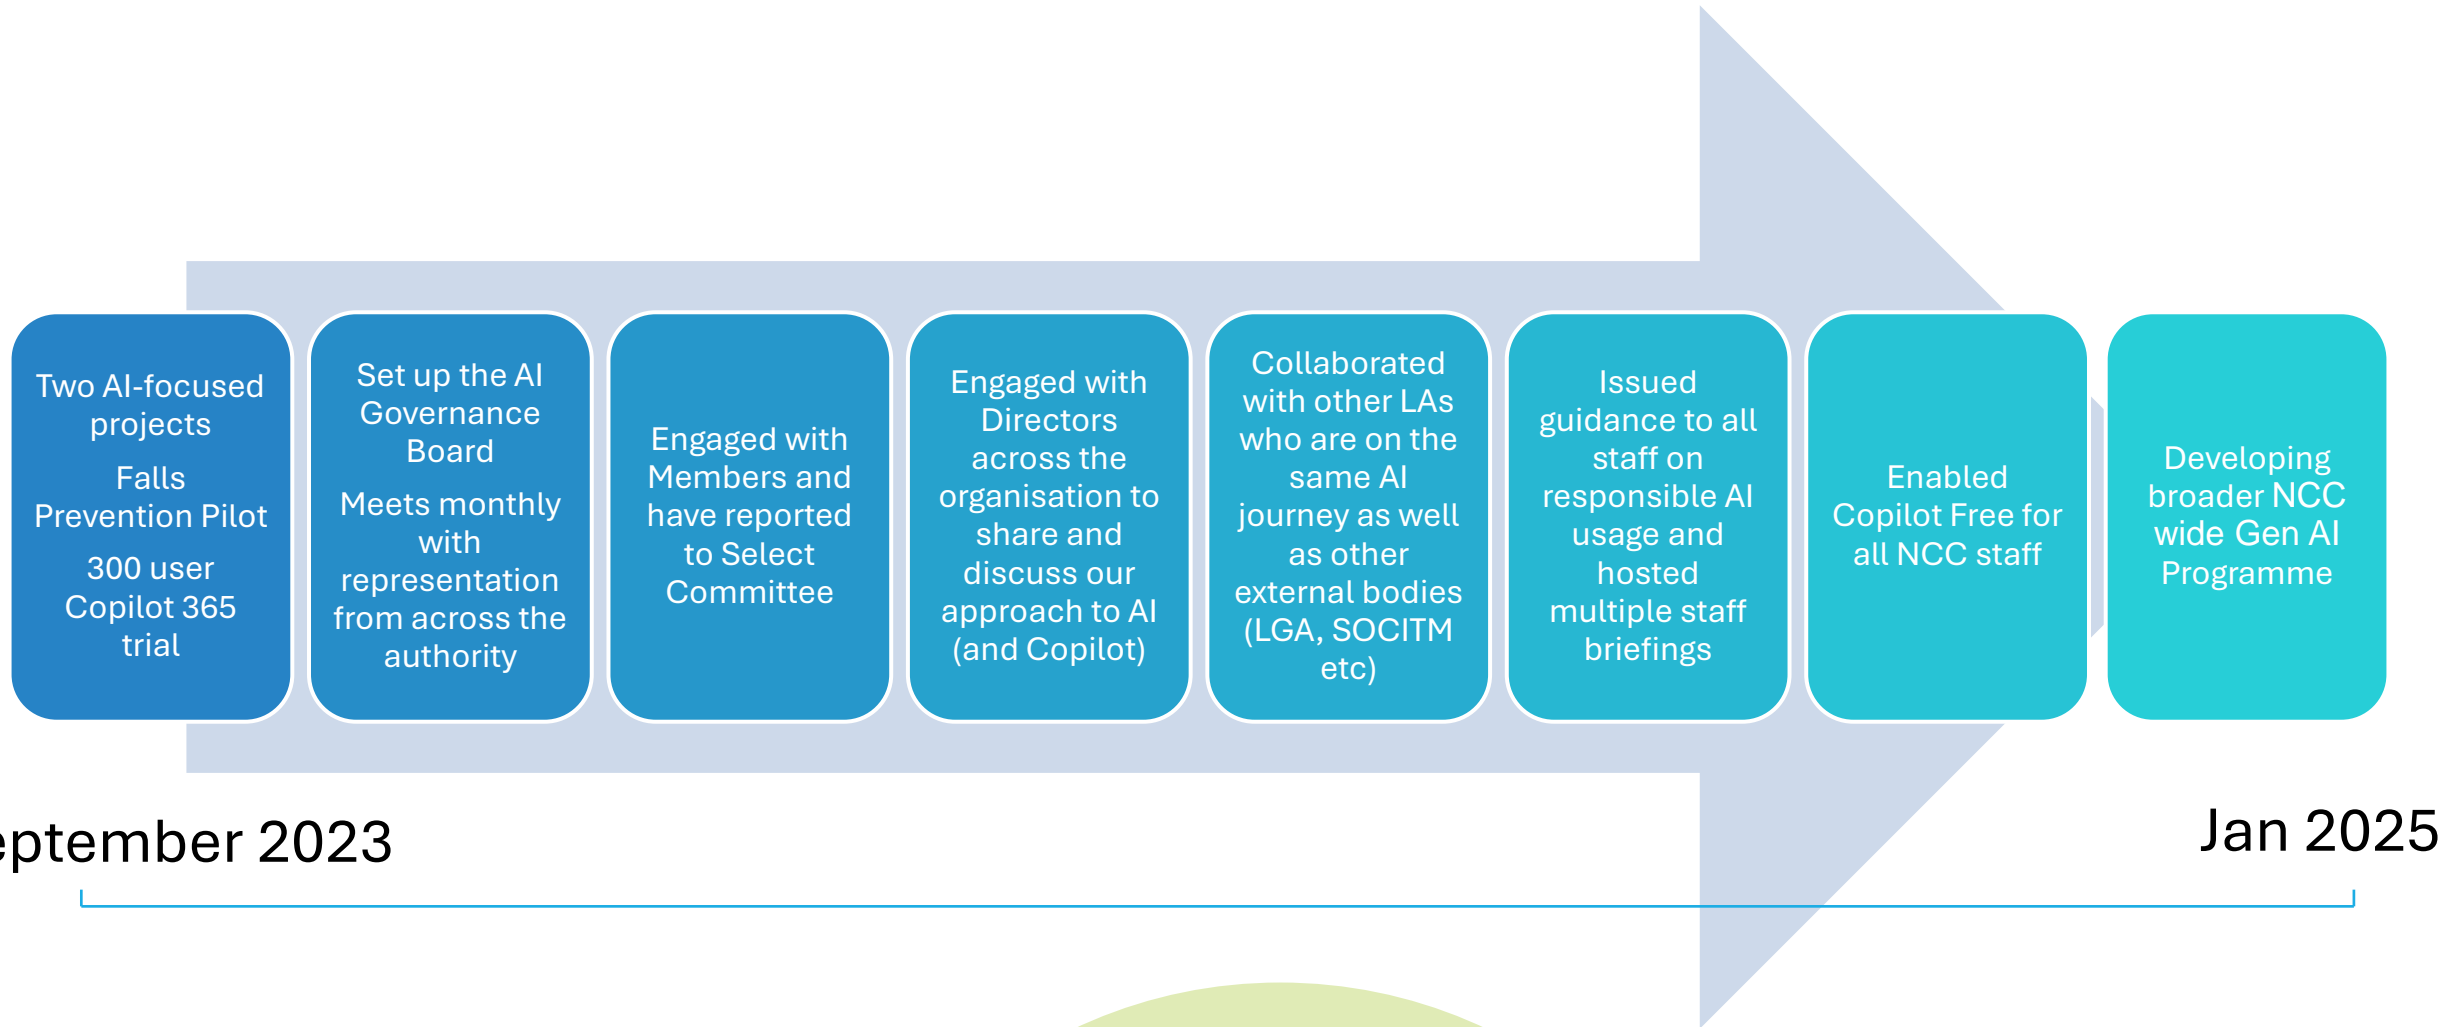 Two AI-focused
projects
Falls
Prevention Pilot
300 user
Copilot 365
trial
Set up the AI
Governance
Board
Meets monthly
with
representation
from across the
authority
Engaged with
Members and
have reported
to Select
Committee
Engaged with
Directors
across the
organisation to
share and
discuss our
approach to AI
(and Copilot)
Collaborated
with other LAs
who are on the
same AI
journey as well
as other
external bodies
(LGA, SOCITM
etc)
Issued
guidance to all
staff on
responsible AI
usage and
hosted
multiple staff
briefings
Enabled
Copilot Free for
all NCC staff
Developing
broader NCC
wide Gen AI
Programme
eptember 2023
Jan 2025